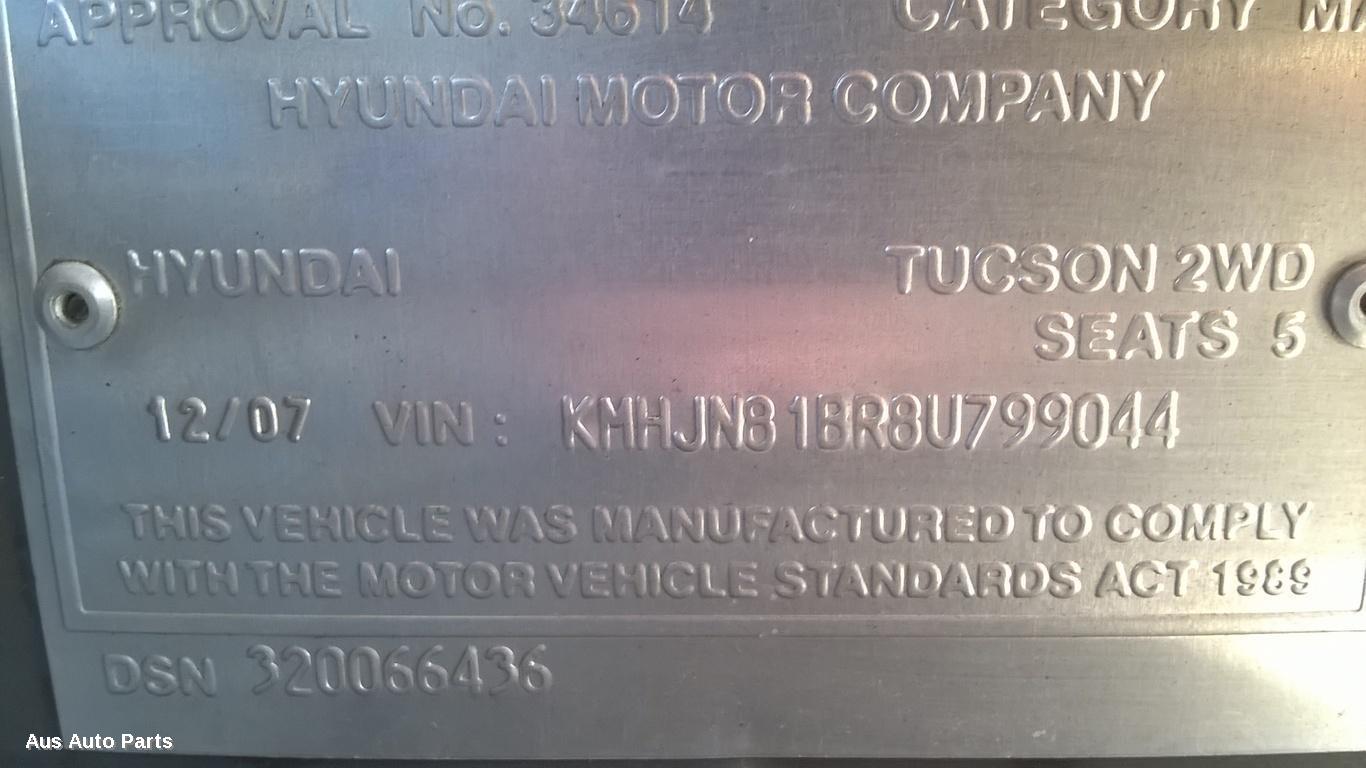 APPROVAL No. 34614 CATEGORY MA
HYUNDAI MOTOR COMPANY
HYUNDAI TUCSON 2WD
SEATS 5
12/07 VIN: KMHJN81BR8U799044
THIS VEHICLE WAS MANUFACTURED TO COMPLY
WITH THE MOTOR VEHICLE STANDARDS ACT 1989
DSN 320066436
Aus Auto Parts